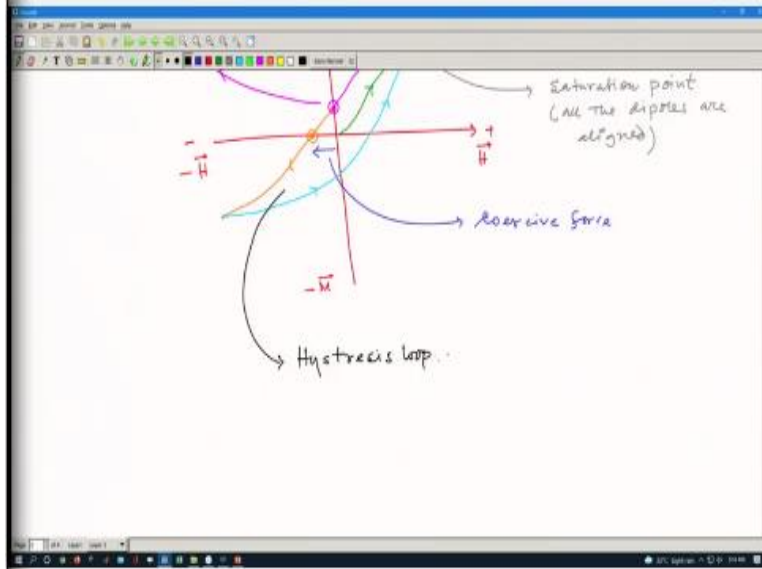 Saturation point
(all the dipoles are
aligned)
- +
-H H
Coercive force
-M
Hystresis loop..